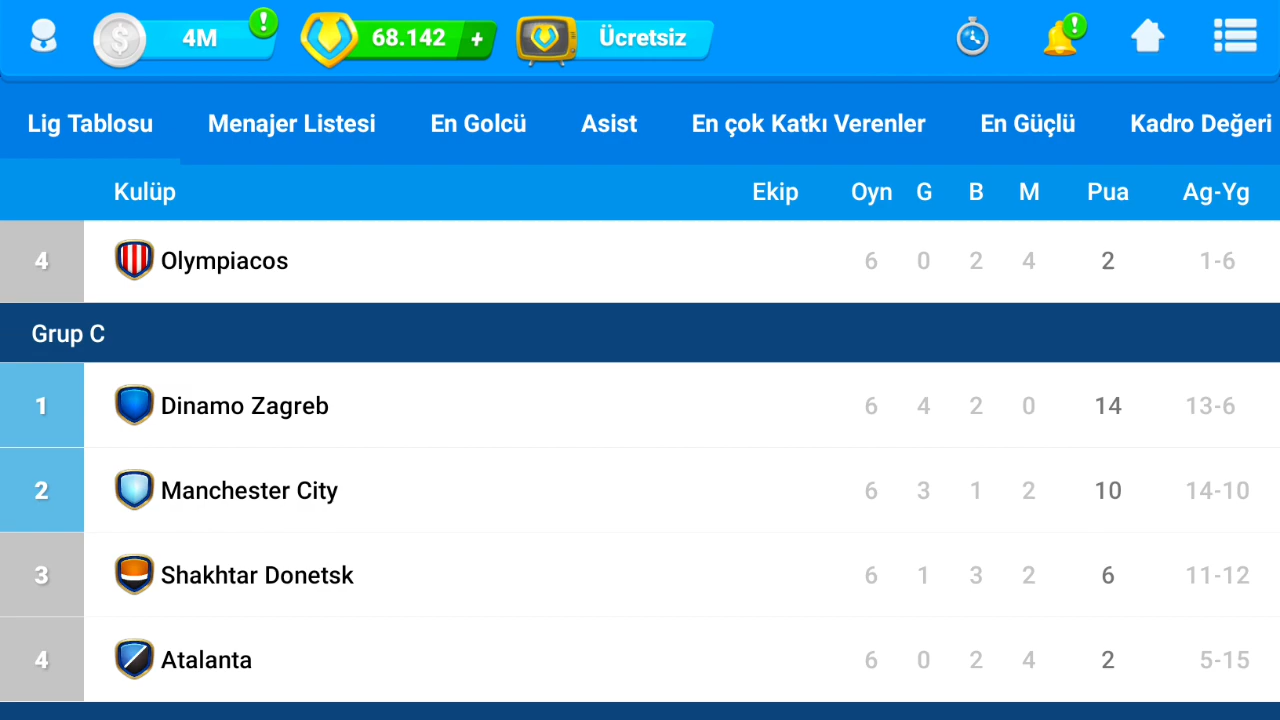 4M ! 68.142 + Ücretsiz !
Lig Tablosu Menajer Listesi En Golcü Asist En çok Katkı Verenler En Güçlü Kadro Değeri
Kulüp Ekip Oyn G B M Pua Ag-Yg
4 Olympiacos 6 0 2 4 2 1-6
Grup C
1 Dinamo Zagreb 6 4 2 0 14 13-6
2 Manchester City 6 3 1 2 10 14-10
3 Shakhtar Donetsk 6 1 3 2 6 11-12
4 Atalanta 6 0 2 4 2 5-15